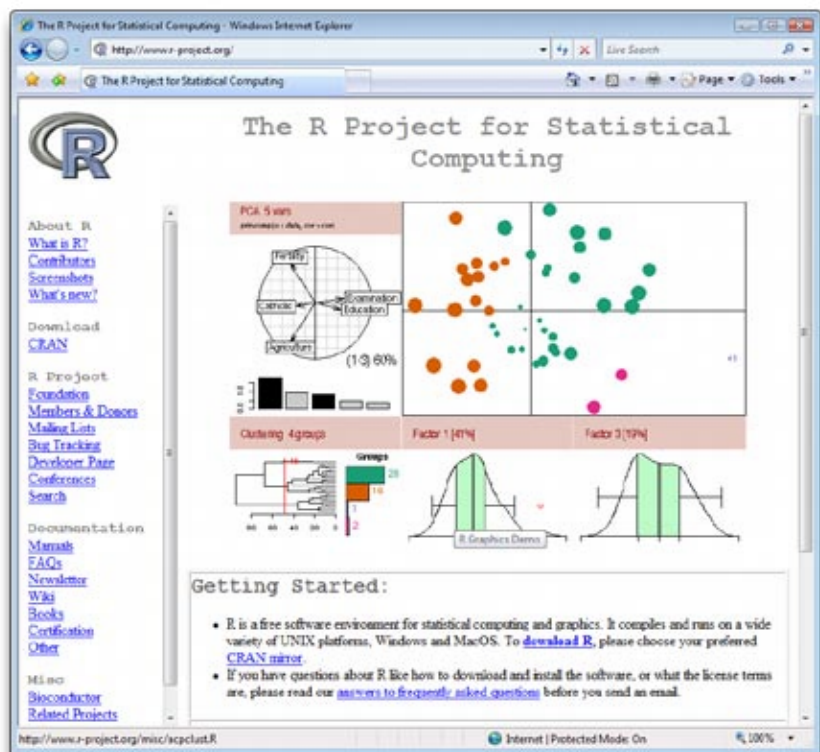 The R Project for Statistical Computing - Windows Internet Explorer
http://www.r-project.org/
Live Search
The R Project for Statistical Computing
Page
Tools
R
The R Project for Statistical
Computing
About R
What is R?
Contributors
Screenshots
What's new?
Download
CRAN
R Project
Foundation
Members & Donors
Mailing Lists
Bug Tracking
Developer Page
Conferences
Search
Documentation
Manuals
FAQs
Newsletter
Wiki
Books
Certification
Other
Misc
Bioconductor
Related Projects
PCA 5 vars
Fertility
Catholic
Examination
Education
Agriculture
(1-3) 60%
Clustering 4 groups
Factor 1 [41%]
Factor 3 [19%]
Groups
28
16
1
2
80 60 40 20 0
R Graphics Demo
Getting Started:
• R is a free software environment for statistical computing and graphics. It compiles and runs on a wide
variety of UNIX platforms, Windows and MacOS. To download R, please choose your preferred
CRAN mirror.
• If you have questions about R like how to download and install the software, or what the license terms
are, please read our answers to frequently asked questions before you send an email.
http://www.r-project.org/misc/acpclust.R
Internet | Protected Mode: On
100%